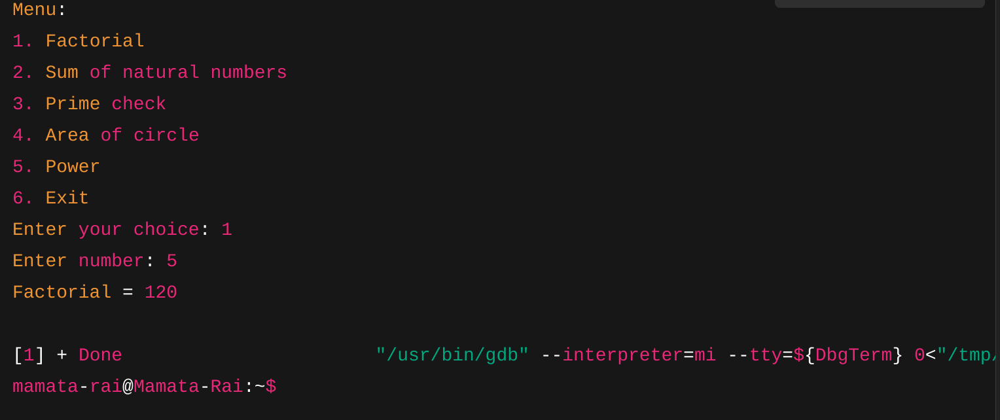 Menu:
1. Factorial
2. Sum of natural numbers
3. Prime check
4. Area of circle
5. Power
6. Exit
Enter your choice: 1
Enter number: 5
Factorial = 120
[1] + Done "/usr/bin/gdb" --interpreter=mi --tty=${DbgTerm} 0<"/tmp/
mamata-rai@Mamata-Rai:~$